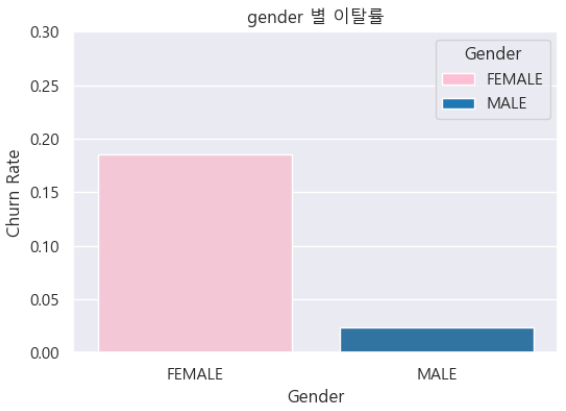 gender 별 이탈률
0.30
0.25
0.20
0.15
0.10
0.05
0.00
Churn Rate
Gender
FEMALE
MALE
FEMALE
MALE
Gender